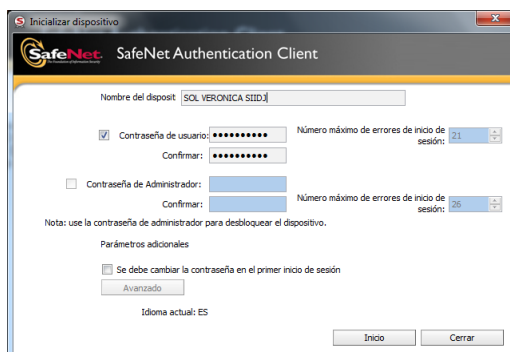 Inicializar dispositivo
SafeNet.
SafeNet Authentication Client
Nombre del disposit SOL VERONICA SIIDJ
Contraseña de usuario: ●●●●●●●●●● Número máximo de errores de inicio de sesión: 21
Confirmar: ●●●●●●●●●●
Contraseña de Administrador:
Confirmar: Número máximo de errores de inicio de sesión: 26
Nota: use la contraseña de administrador para desbloquear el dispositivo.
Parámetros adicionales
Se debe cambiar la contraseña en el primer inicio de sesión
Avanzado
Idioma actual: ES
Inicio Cerrar